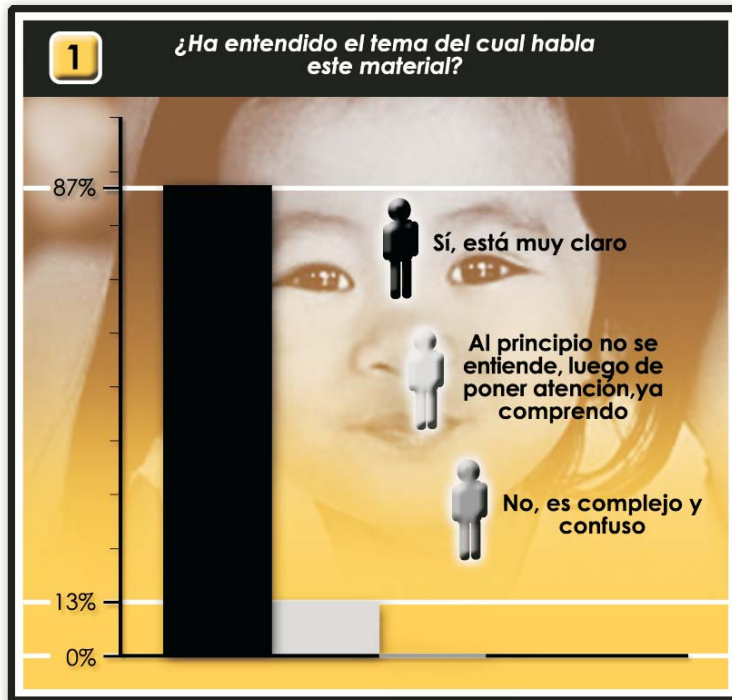 1
¿Ha entendido el tema del cual habla
este material?
87%
Sí, está muy claro
Al principio no se
entiende, luego de
poner atención,ya
comprendo
No, es complejo y
confuso
13%
0%